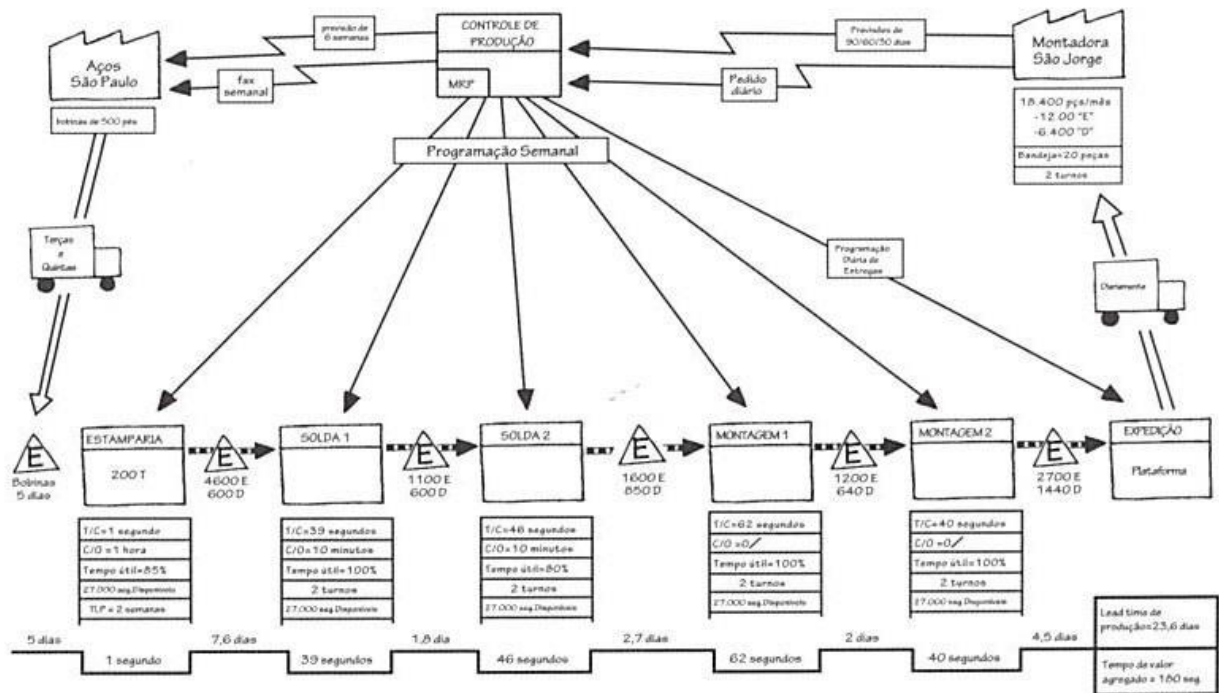 previsão de
6 semanas
CONTROLE DE
PRODUÇÃO
MRP
Previsões de
90/60/30 dias
Aços
São Paulo
fax
semanal
Pedido
diário
Montadora
São Jorge
bobinas de 500 pés
18.400 pçs/mês
-12.00 "E"
-6.400 "D"
Bandeja=20 peças
2 turnos
Programação Semanal
Terças
e
Quintas
Programação
Diária de
Entregas
Diariamente
E
Bobinas
5 dias
ESTAMPARIA
200 T
E
4600 E
600 D
SOLDA 1
E
1100 E
600 D
SOLDA 2
E
1600 E
850 D
MONTAGEM 1
E
1200 E
640 D
MONTAGEM 2
E
2700 E
1440 D
EXPEDIÇÃO
Plataforma
T/C=1 segundo
C/O =1 hora
Tempo útil=85%
27.000 seg.Disponível
TLP = 2 semanas
T/C=39 segundos
C/O=10 minutos
Tempo útil=100%
2 turnos
27.000 seg.Disponíveis
T/C=46 segundos
C/O=10 minutos
Tempo útil=80%
2 turnos
27.000 seg.Disponíveis
T/C=62 segundos
C/O =0/
Tempo útil=100%
2 turnos
27.000 seg.Disponíveis
T/C=40 segundos
C/O =0/
Tempo útil=100%
2 turnos
27.000 seg.Disponíveis
5 dias
1 segundo
7,6 dias
39 segundos
1,8 dia
46 segundos
2,7 dias
62 segundos
2 dias
40 segundos
4,5 dias
Lead time de
produção=23,6 dias
Tempo de valor
agregado = 180 seg.